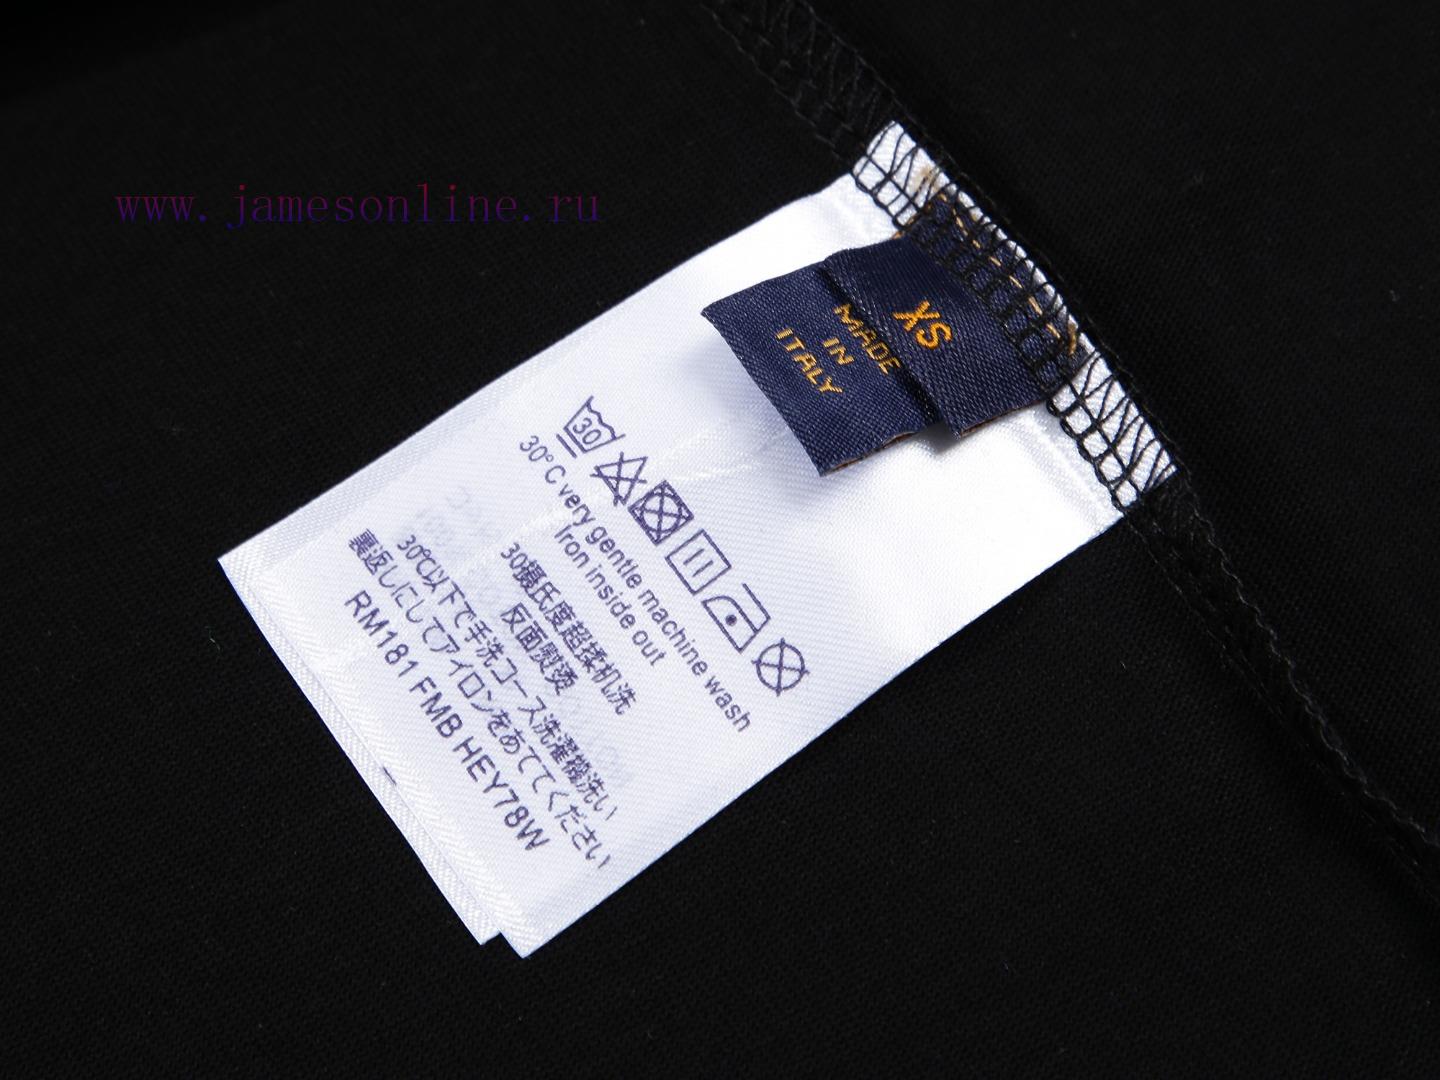 www.jamesonline.ru
XS
MADE
IN
ITALY
30
30°C very gentle machine wash
Iron inside out
30摄氏度超揉机洗
反面熨烫
30℃以下で手洗コース洗濯機洗い
裏返しにしてアイロンをあててください
RM181 FMB HEY78W